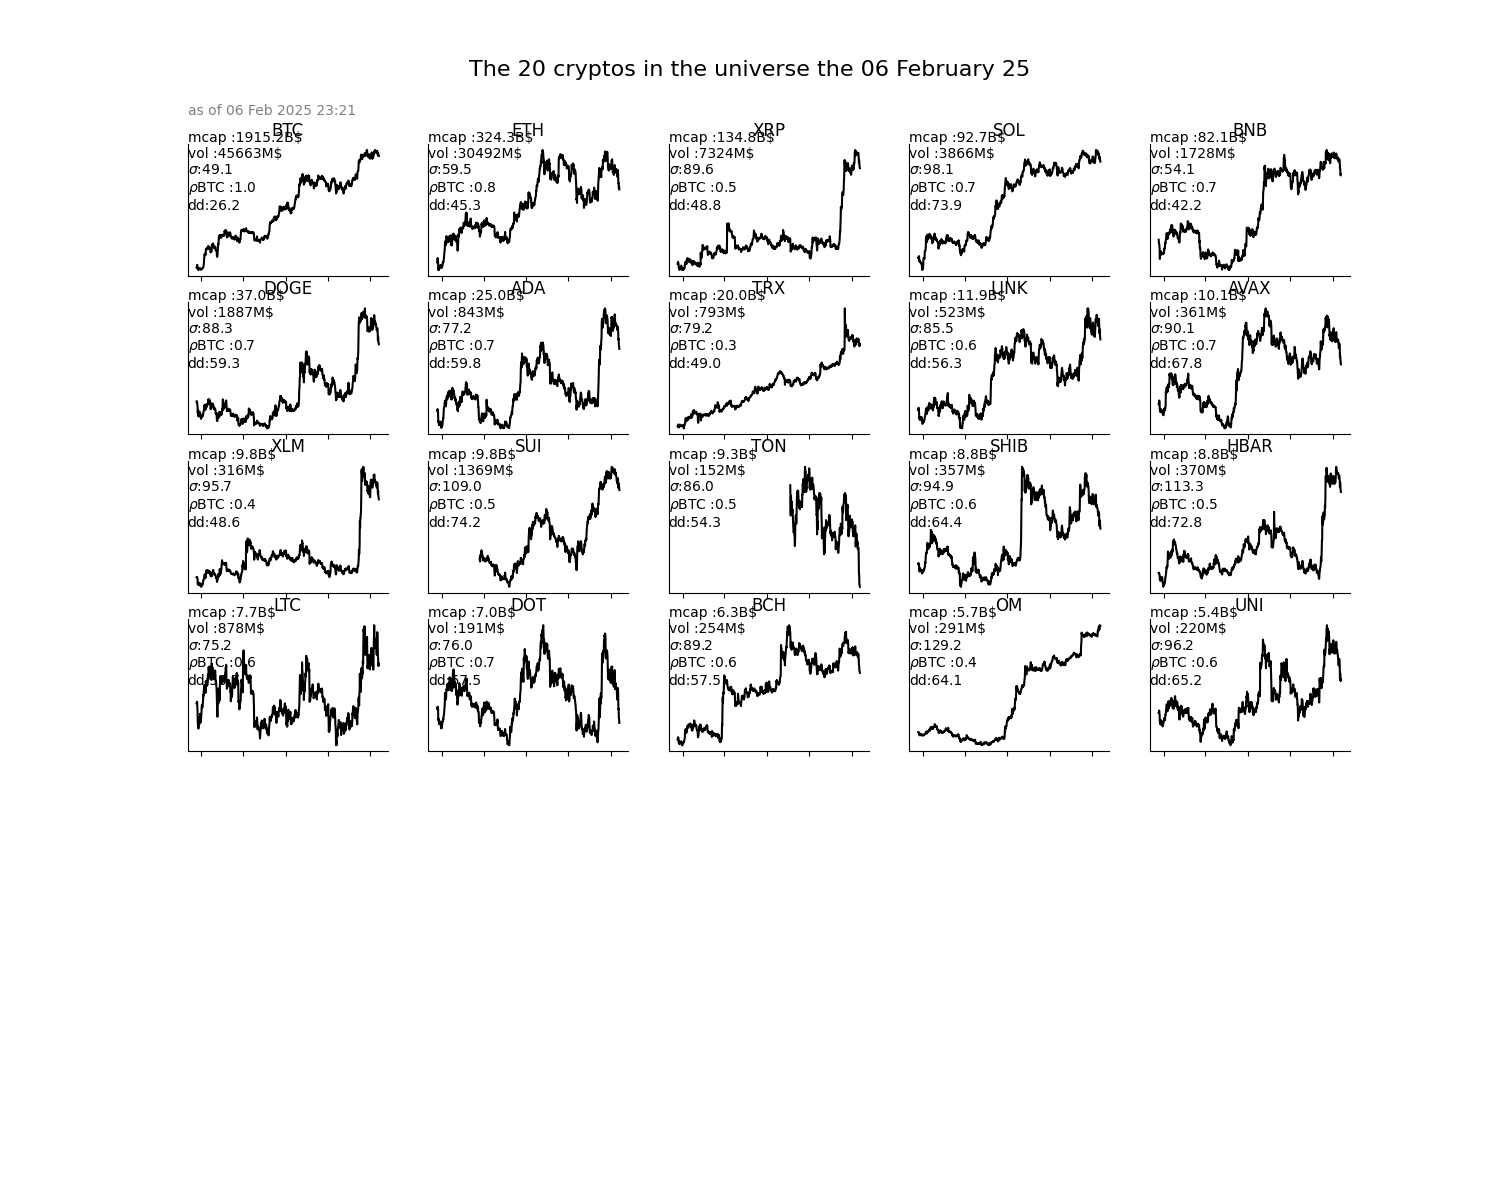 The 20 cryptos in the universe the 06 February 25
as of 06 Feb 2025 23:21
BTC
mcap :1915.2B$
vol :45663M$
σ:49.1
ρBTC :1.0
dd:26.2
ETH
mcap :324.3B$
vol :30492M$
σ:59.5
ρBTC :0.8
dd:45.3
XRP
mcap :134.8B$
vol :7324M$
σ:89.6
ρBTC :0.5
dd:48.8
SOL
mcap :92.7B$
vol :3866M$
σ:98.1
ρBTC :0.7
dd:73.9
BNB
mcap :82.1B$
vol :1728M$
σ:54.1
ρBTC :0.7
dd:42.2
DOGE
mcap :37.0B$
vol :1887M$
σ:88.3
ρBTC :0.7
dd:59.3
ADA
mcap :25.0B$
vol :843M$
σ:77.2
ρBTC :0.7
dd:59.8
TRX
mcap :20.0B$
vol :793M$
σ:79.2
ρBTC :0.3
dd:49.0
LINK
mcap :11.9B$
vol :523M$
σ:85.5
ρBTC :0.6
dd:56.3
AVAX
mcap :10.1B$
vol :361M$
σ:90.1
ρBTC :0.7
dd:67.8
XLM
mcap :9.8B$
vol :316M$
σ:95.7
ρBTC :0.4
dd:48.6
SUI
mcap :9.8B$
vol :1369M$
σ:109.0
ρBTC :0.5
dd:74.2
TON
mcap :9.3B$
vol :152M$
σ:86.0
ρBTC :0.5
dd:54.3
SHIB
mcap :8.8B$
vol :357M$
σ:94.9
ρBTC :0.6
dd:64.4
HBAR
mcap :8.8B$
vol :370M$
σ:113.3
ρBTC :0.5
dd:72.8
LTC
mcap :7.7B$
vol :878M$
σ:75.2
ρBTC :0.6
DOT
mcap :7.0B$
vol :191M$
σ:76.0
ρBTC :0.7
dd:67.5
BCH
mcap :6.3B$
vol :254M$
σ:89.2
ρBTC :0.6
dd:57.5
OM
mcap :5.7B$
vol :291M$
σ:129.2
ρBTC :0.4
dd:64.1
UNI
mcap :5.4B$
vol :220M$
σ:96.2
ρBTC :0.6
dd:65.2